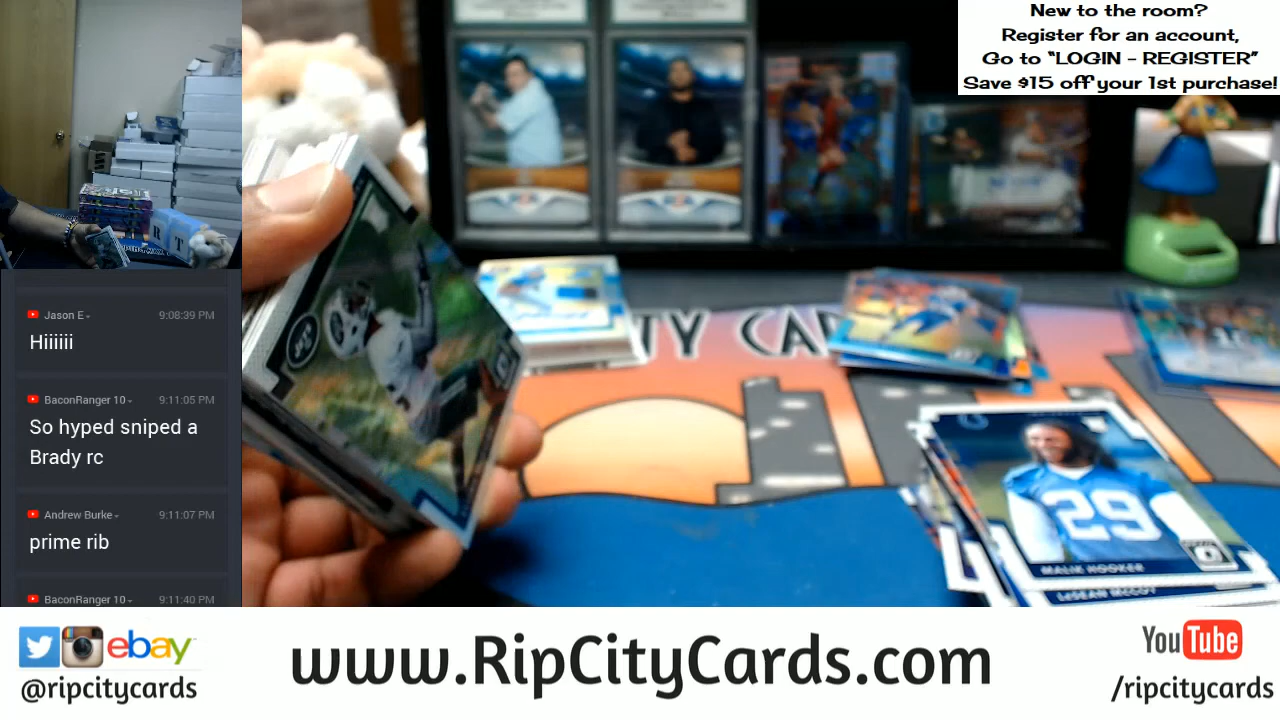 New to the room?
Register for an account,
Go to "LOGIN - REGISTER"
Save $15 off your 1st purchase!
Jason E
9:08:39 PM
Hiiiiii
BaconRanger 10
9:11:05 PM
So hyped sniped a
Brady rc
Andrew Burke
9:11:07 PM
prime rib
BaconRanger 10
9:11:40 PM
R T
TY CA
29
MALIK HOOKER
LeSEAN McCOY
ebay
@ripcitycards
www.RipCityCards.com
YouTube
/ripcitycards